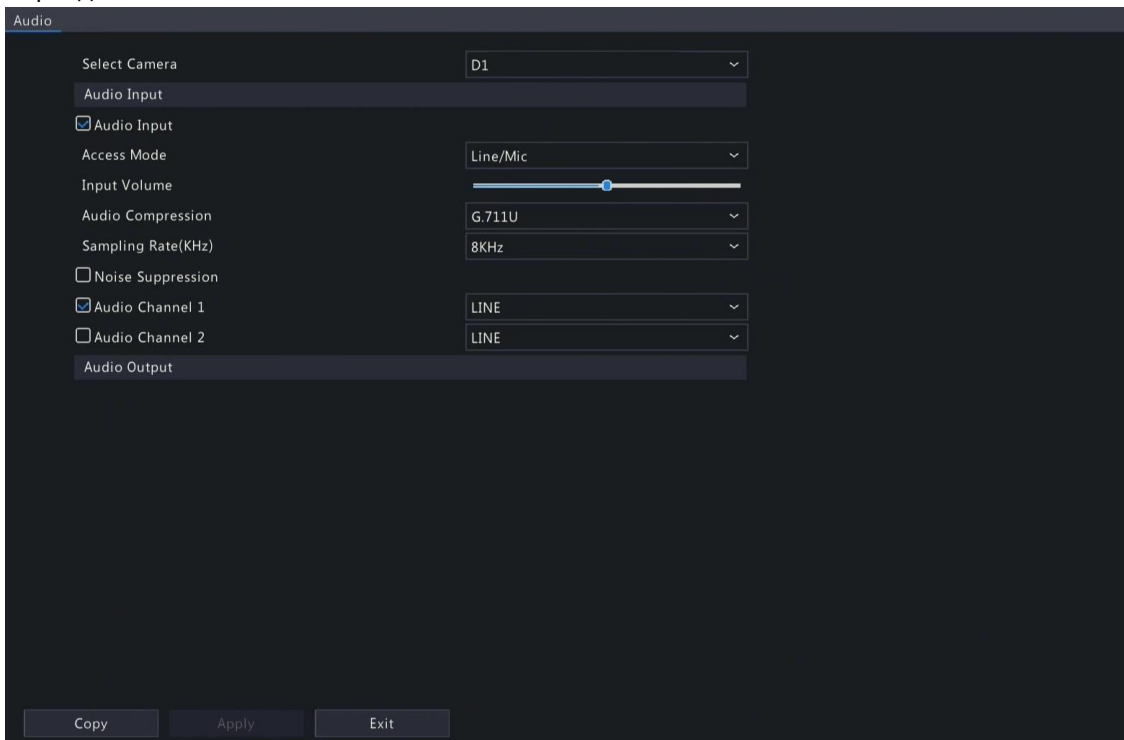 Audio
Select Camera D1
Audio Input
Audio Input
Access Mode Line/Mic
Input Volume
Audio Compression G.711U
Sampling Rate(KHz) 8KHz
Noise Suppression
Audio Channel 1 LINE
Audio Channel 2 LINE
Audio Output
Copy Apply Exit